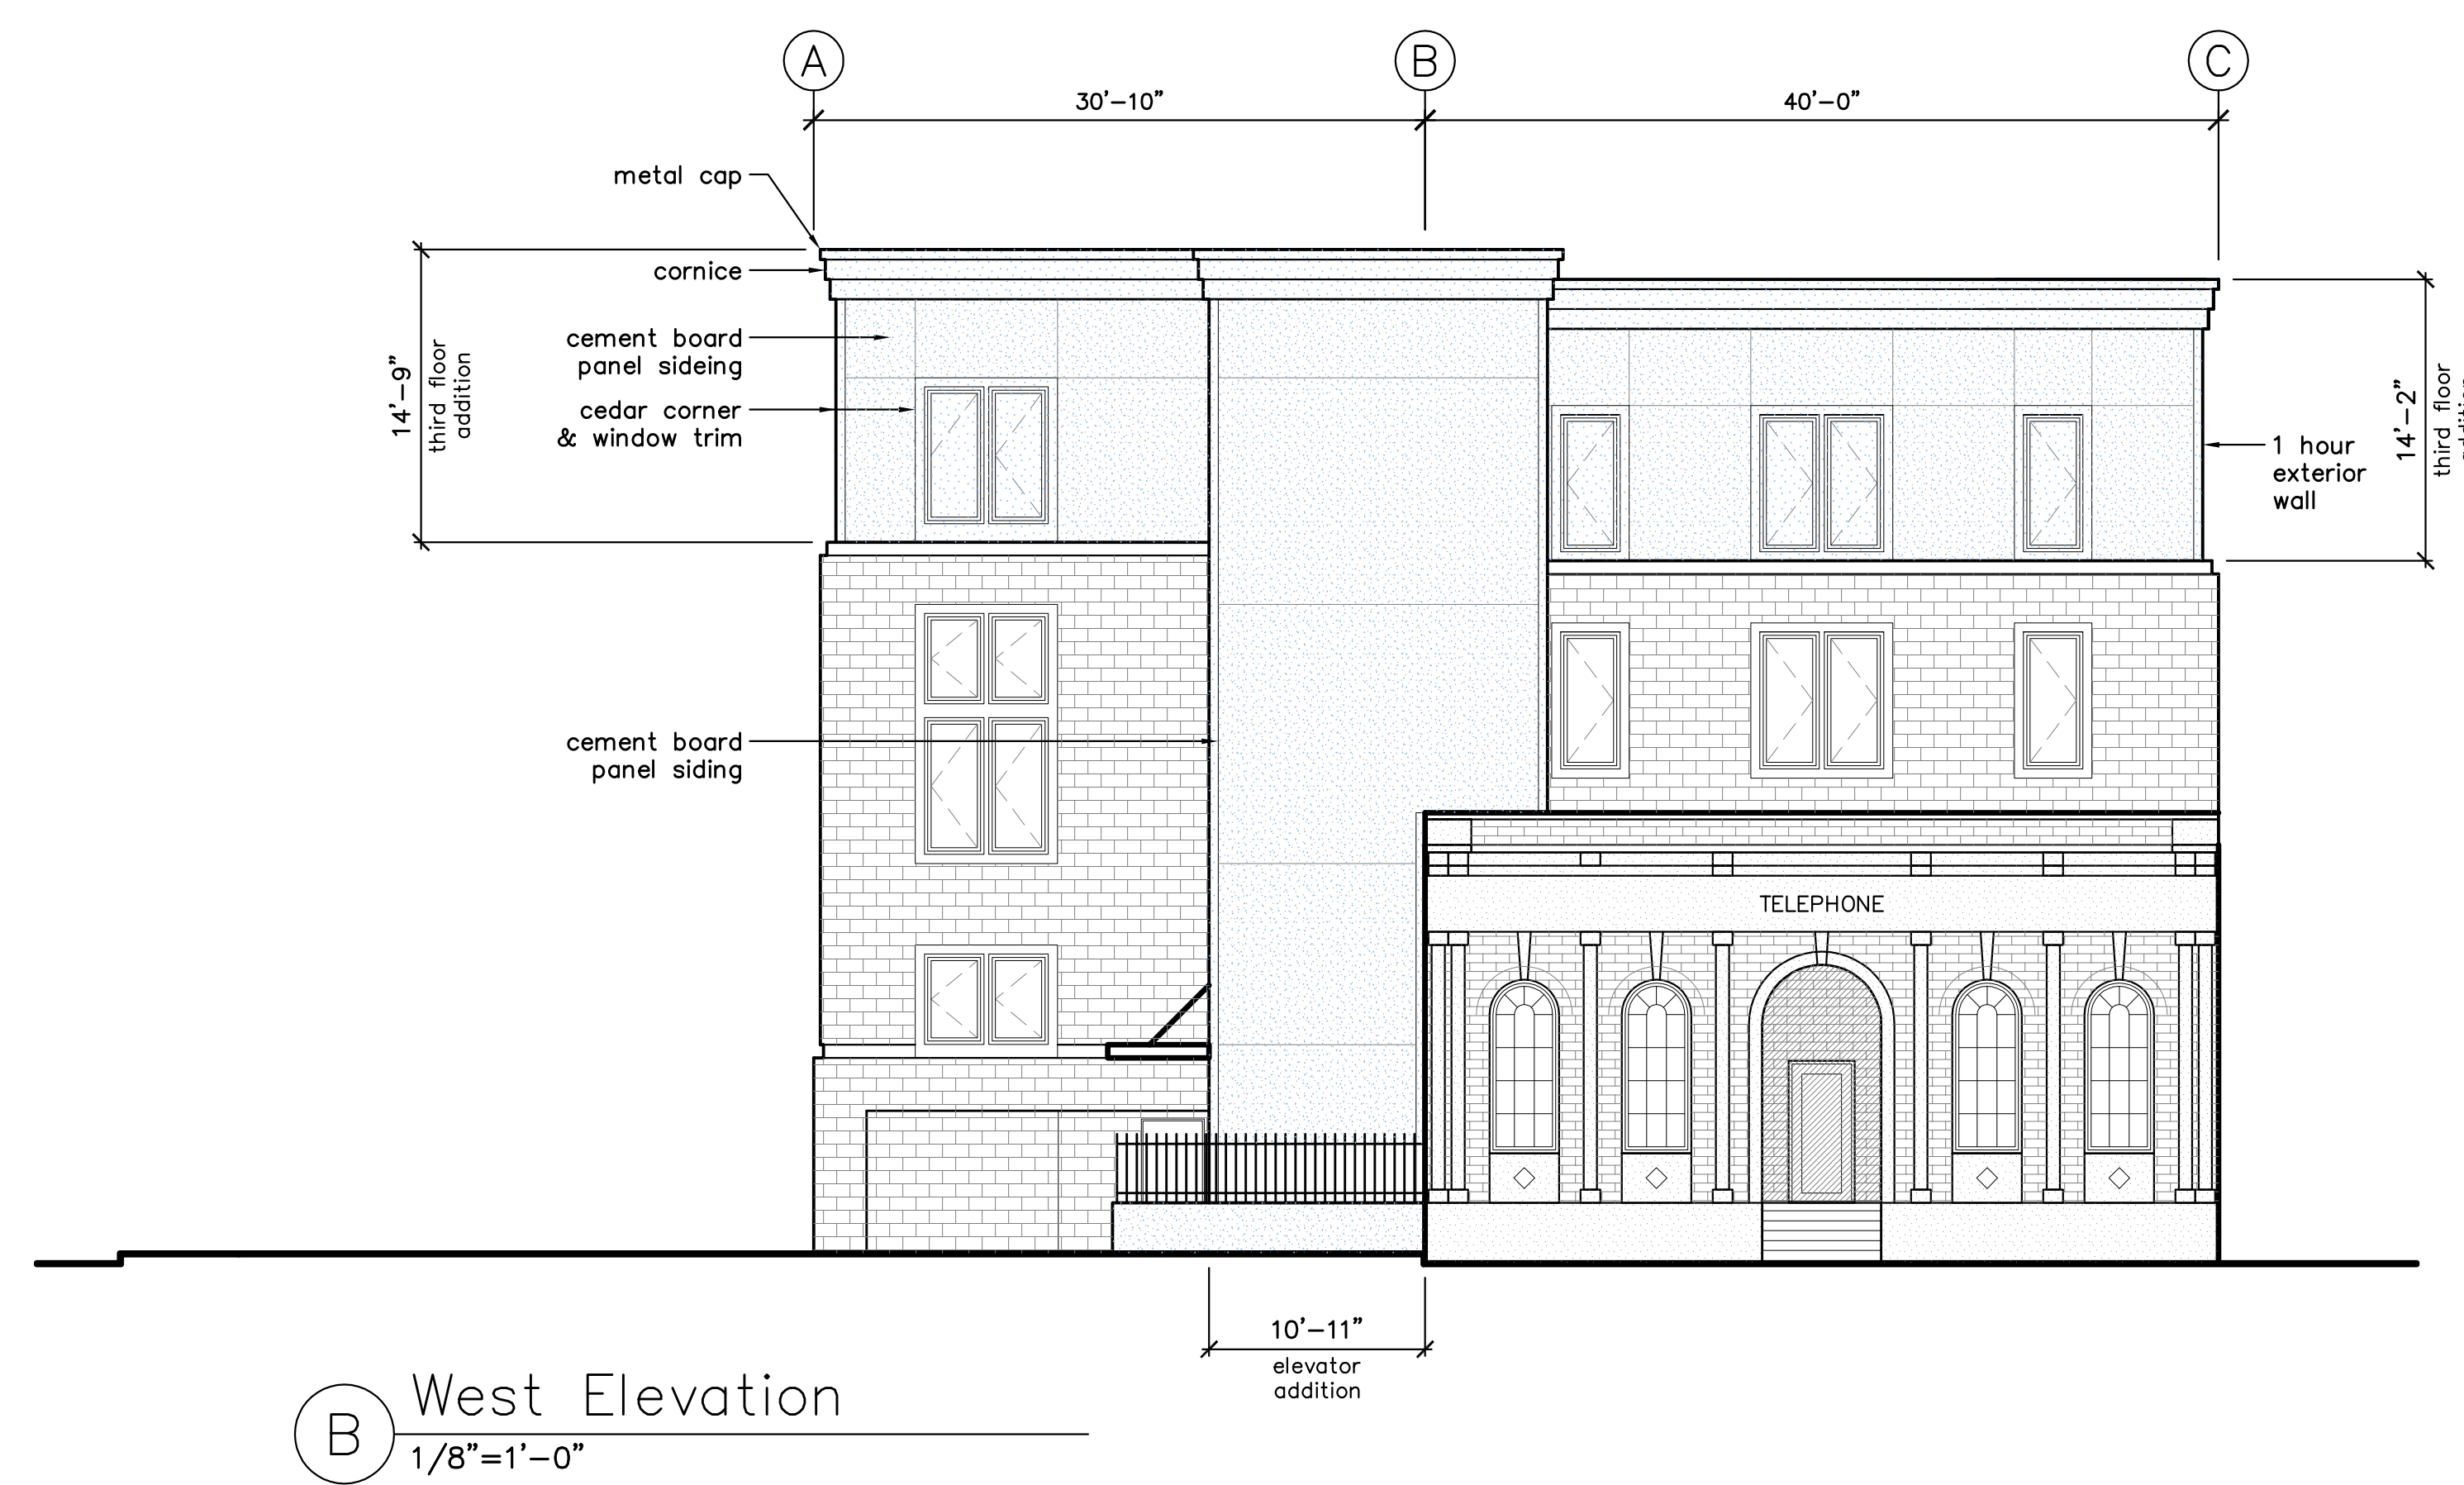 A
B
C
30'-10"
40'-0"
metal cap
cornice
cement board
panel sideing
cedar corner
& window trim
14'-9"
third floor
addition
1 hour
exterior
wall
14'-2"
third floor
cement board
panel siding
TELEPHONE
10'-11"
elevator
addition
B
West Elevation
1/8"=1'-0"